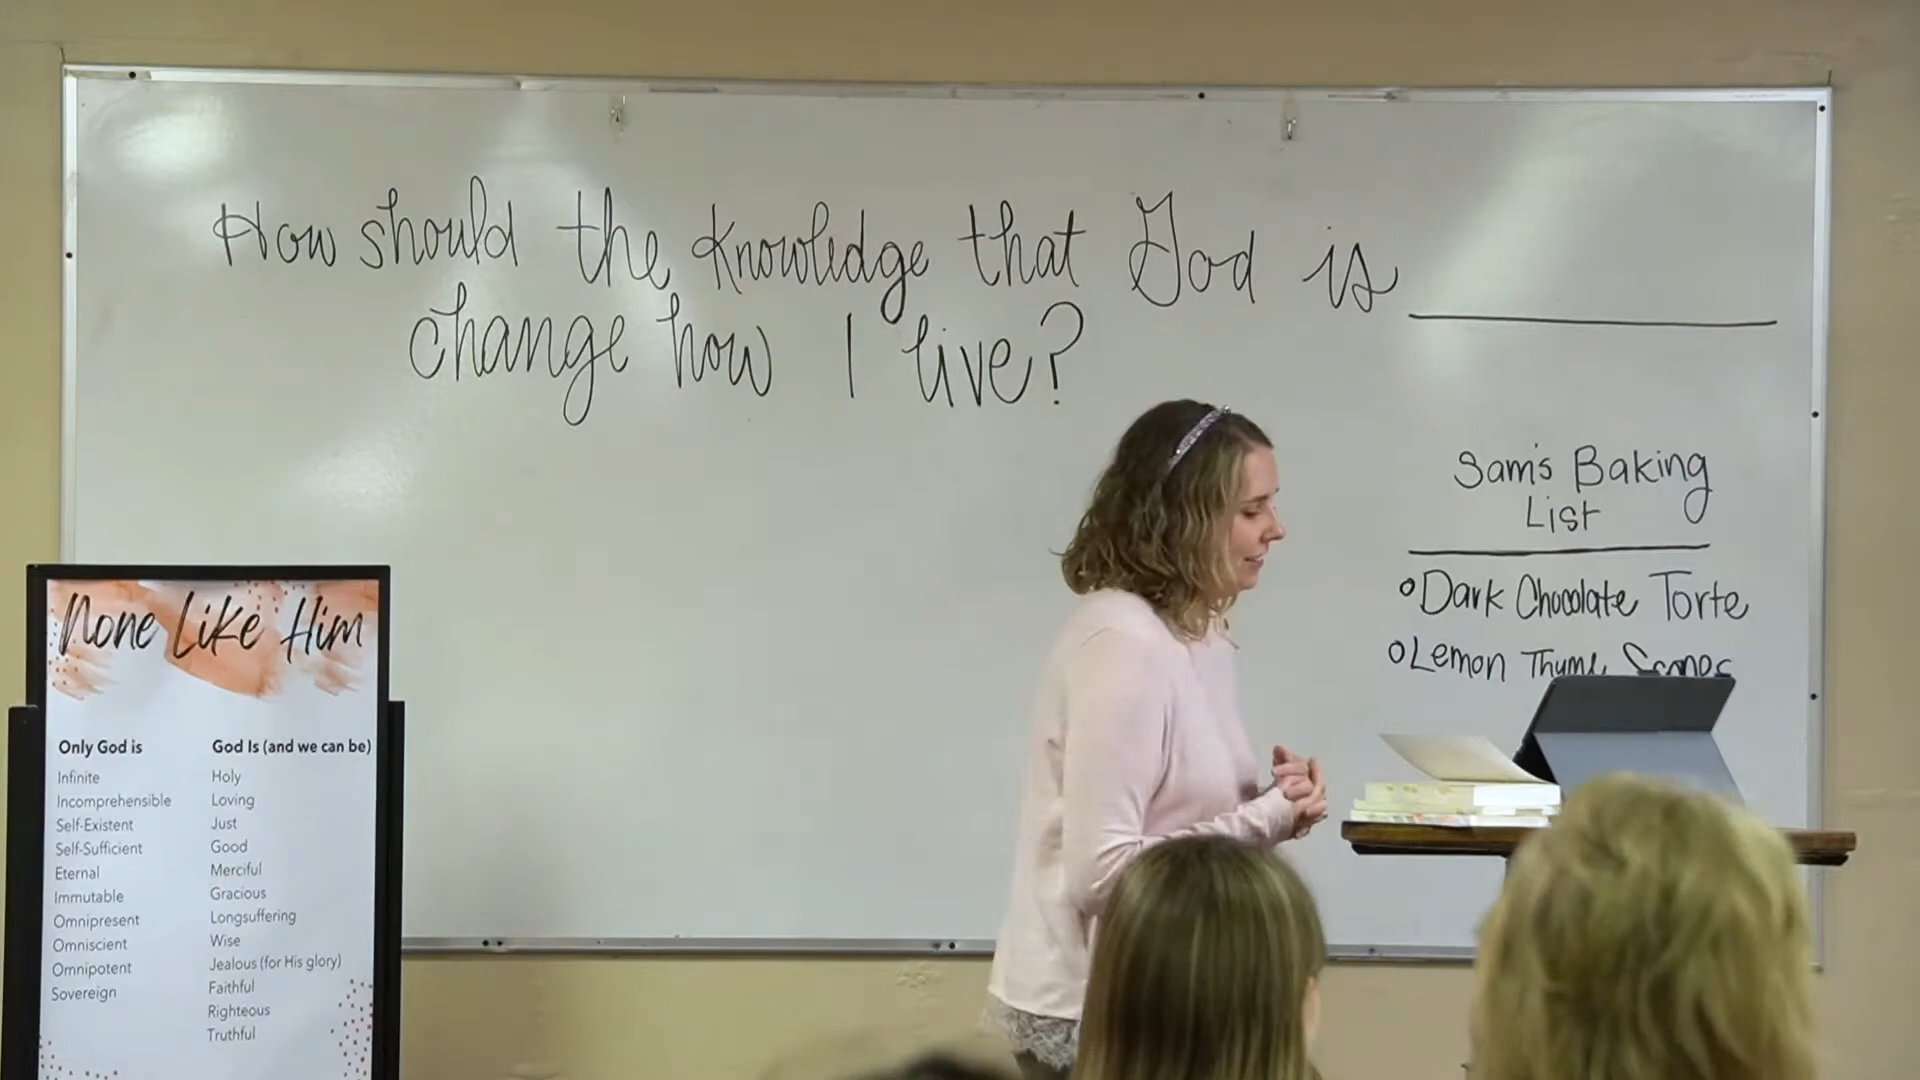 How should the knowledge that God is ________
change how I live?
Sam's Baking
List
Dark Chocolate Torte
Lemon Thyme Scones
None Like Him
Only God is
Infinite
Incomprehensible
Self-Existent
Self-Sufficient
Eternal
Immutable
Omnipresent
Omniscient
Omnipotent
Sovereign
God Is (and we can be)
Holy
Loving
Just
Good
Merciful
Gracious
Longsuffering
Wise
Jealous (for His glory)
Faithful
Righteous
Truthful